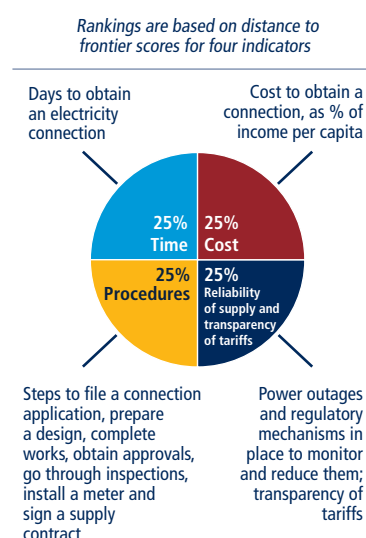 Rankings are based on distance to
frontier scores for four indicators
Days to obtain
an electricity
connection
Cost to obtain a
connection, as % of
income per capita
25%
Time
25%
Cost
25%
Procedures
25%
Reliability
of supply and
transparency
of tariffs
Steps to file a connection
application, prepare
a design, complete
works, obtain approvals,
go through inspections,
install a meter and
sign a supply
contract
Power outages
and regulatory
mechanisms in
place to monitor
and reduce them;
transparency of
tariffs